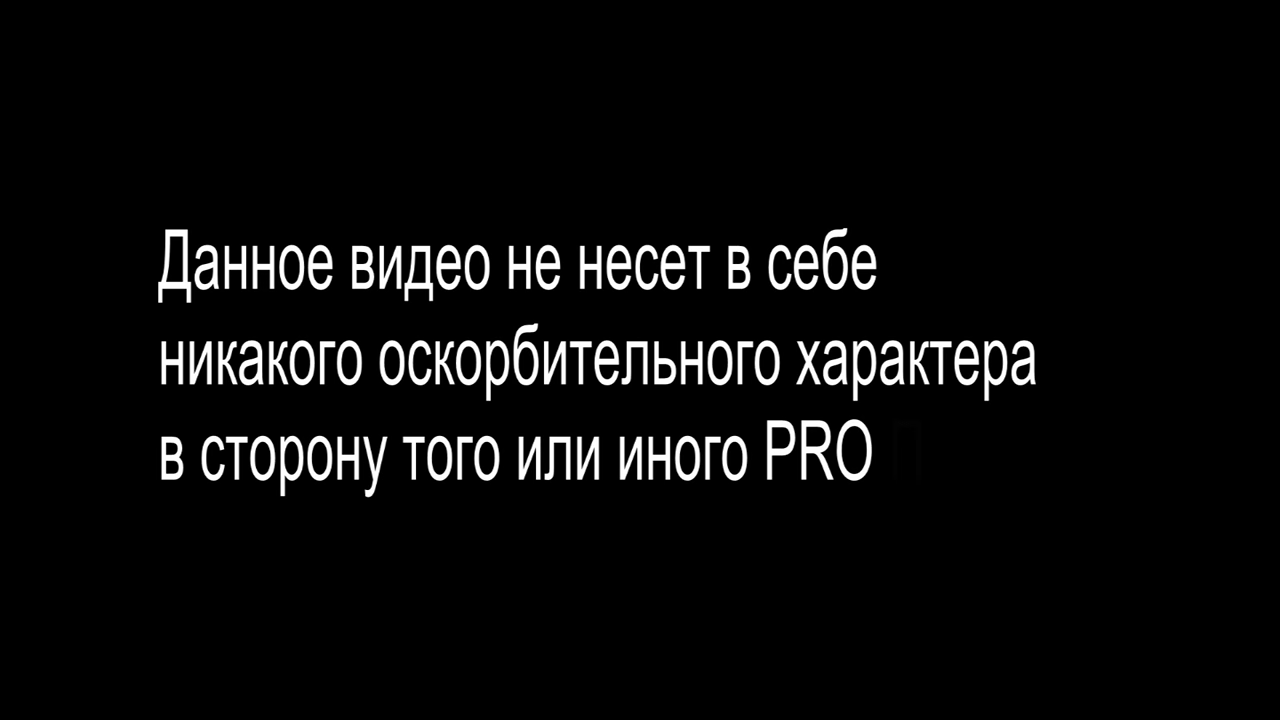 Данное видео не несет в себе
никакого оскорбительного характера
в сторону того или иного PRO П